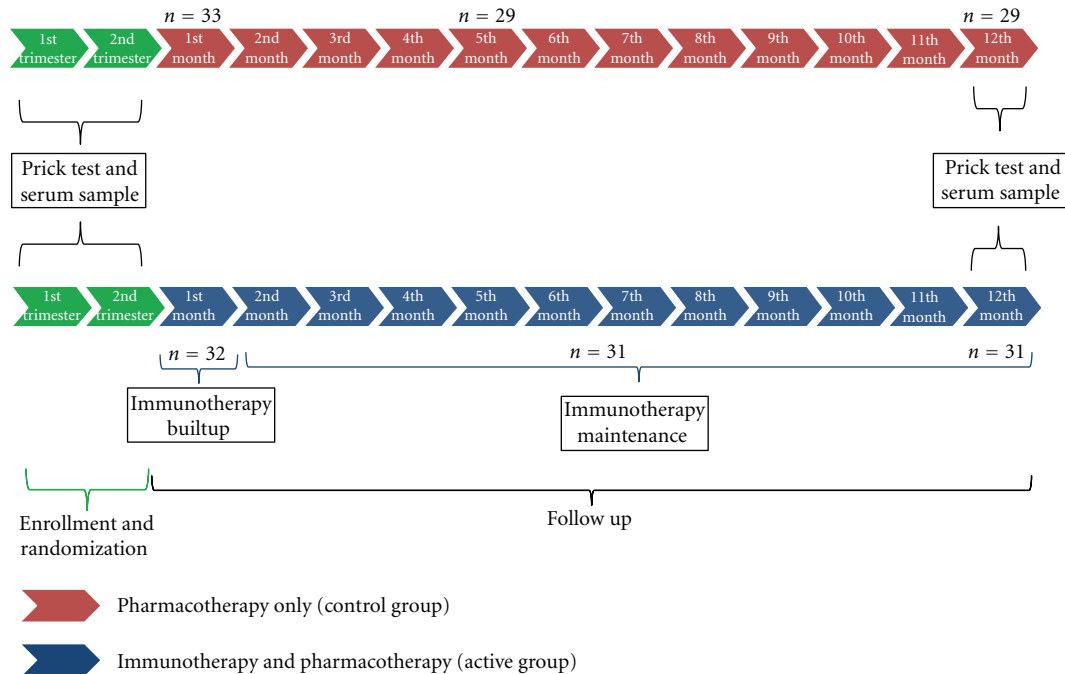 n = 33 n = 29 n = 29
1st 2nd 1st 2nd 3rd 4th 5th 6th 7th 8th 9th 10th 11th 12th
trimester trimester month month month month month month month month month month month month
Prick test and
serum sample
Prick test and
serum sample
1st 2nd 1st 2nd 3rd 4th 5th 6th 7th 8th 9th 10th 11th 12th
trimester trimester month month month month month month month month month month month month
n = 32 n = 31 n = 31
Immunotherapy
builtup
Immunotherapy
maintenance
Enrollment and
randomization
Follow up
Pharmacotherapy only (control group)
Immunotherapy and pharmacotherapy (active group)